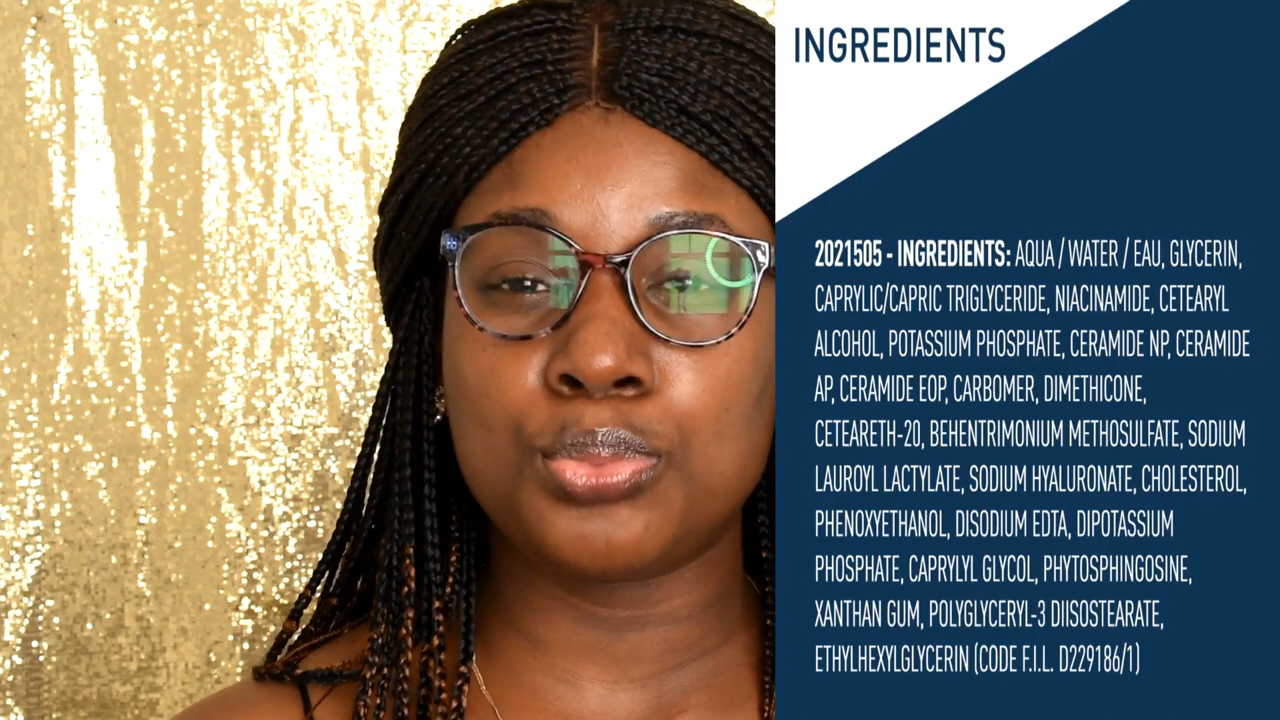 INGREDIENTS
2021505 - INGREDIENTS: AQUA / WATER / EAU, GLYCERIN,
CAPRYLIC/CAPRIC TRIGLYCERIDE, NIACINAMIDE, CETEARYL
ALCOHOL, POTASSIUM PHOSPHATE, CERAMIDE NP, CERAMIDE
AP, CERAMIDE EOP, CARBOMER, DIMETHICONE,
CETEARETH-20, BEHENTRIMONIUM METHOSULFATE, SODIUM
LAUROYL LACTYLATE, SODIUM HYALURONATE, CHOLESTEROL,
PHENOXYETHANOL, DISODIUM EDTA, DIPOTASSIUM
PHOSPHATE, CAPRYLYL GLYCOL, PHYTOSPHINGOSINE,
XANTHAN GUM, POLYGLYCERYL-3 DIISOSTEARATE,
ETHYLHEXYLGLYCERIN (CODE F.I.L. D229186/1)